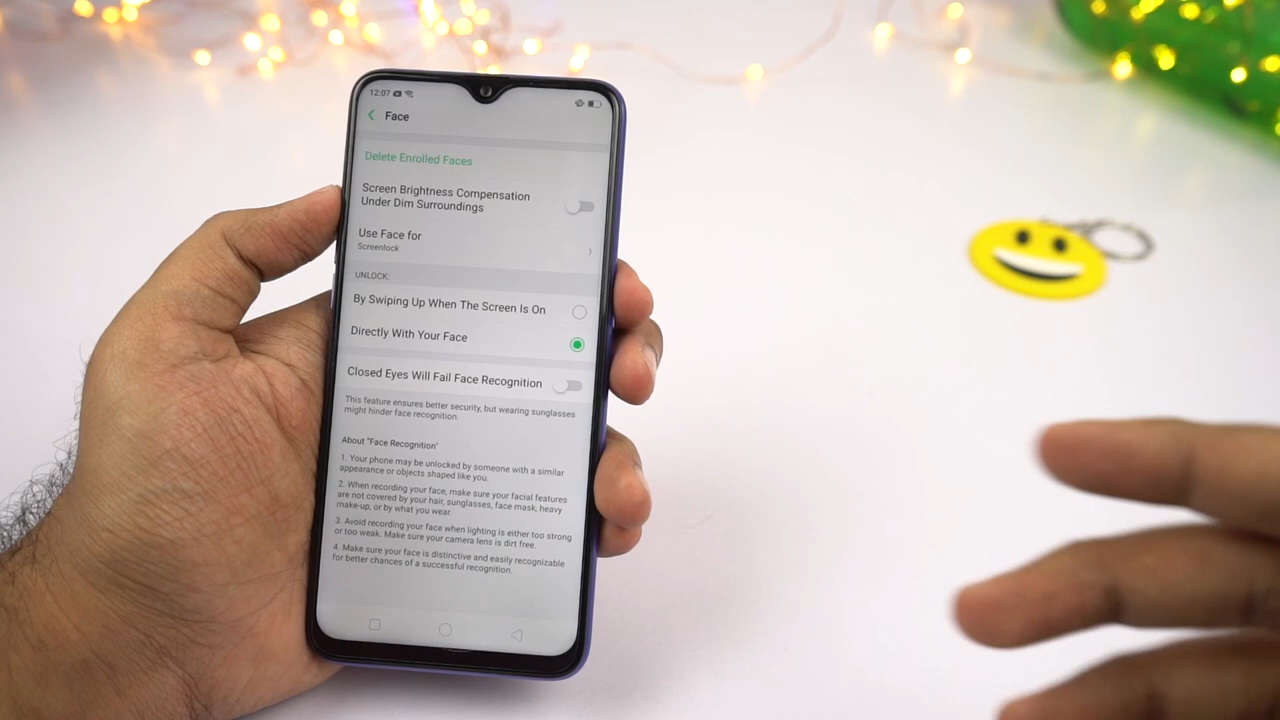 12:07
Face
Delete Enrolled Faces
Screen Brightness Compensation
Under Dim Surroundings
Use Face for
Screenlock
UNLOCK:
By Swiping Up When The Screen Is On
Directly With Your Face
Closed Eyes Will Fail Face Recognition
This feature ensures better security, but wearing sunglasses
might hinder face recognition.
About "Face Recognition"
1. Your phone may be unlocked by someone with a similar
appearance or objects shaped like you.
2. When recording your face, make sure your facial features
are not covered by your hair, sunglasses, face mask, heavy
make-up, or by what you wear.
3. Avoid recording your face when lighting is either too strong
or too weak. Make sure your camera lens is dirt free.
4. Make sure your face is distinctive and easily recognizable
for better chances of a successful recognition.